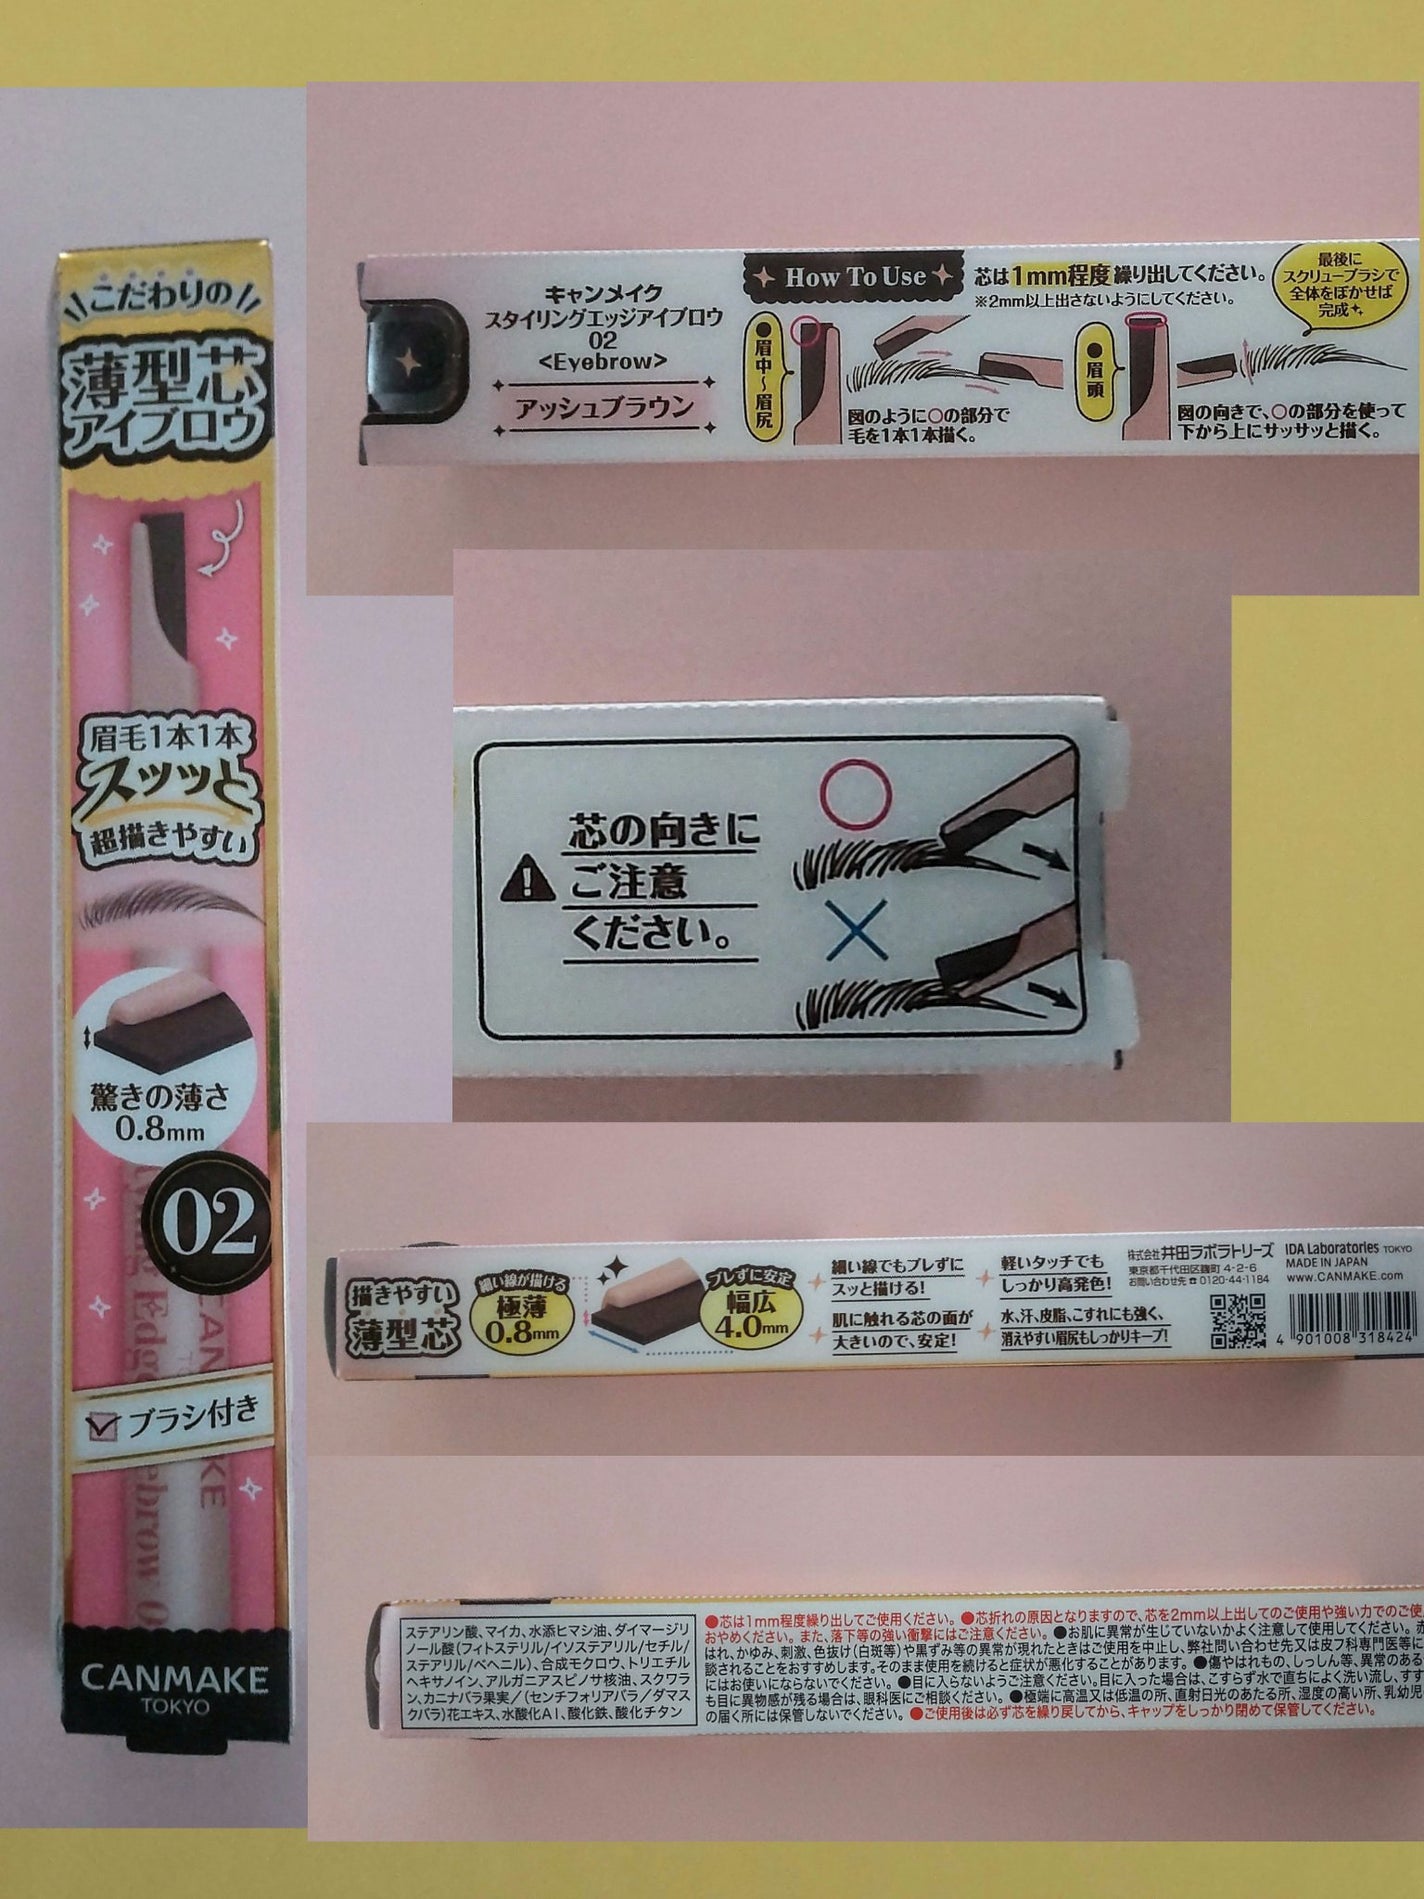 こだわりの
薄型芯
アイブロウ
眉毛1本1本
スッッと
超描きやすい
驚きの薄さ
0.8mm
02
ブラシ付き
CANMAKE
TOKYO
キャンメイク
スタイリングエッジアイブロウ
02
<Eyebrow>
アッシュブラウン
How To Use
芯は1mm程度繰り出してください。
※2mm以上出さないようにしてください。
●眉中~眉尻
図のように○の部分で
毛を1本1本描く。
●眉頭
図の向きで、○の部分を使って
下から上にサッサッと描く。
最後に
スクリューブラシで
全体をぼかせば
完成
芯の向きに
ご注意
ください。
描きやすい
薄型芯
細い線が描ける
極薄
0.8mm
ブレずに安定
幅広
4.0mm
細い線でもブレずに
スッと描ける!
肌に触れる芯の面が
大きいので、安定!
軽いタッチでも
しっかり高発色!
水、汗、皮脂、こすれにも強く、
消えやすい眉尻もしっかりキープ!
株式会社 井田ラボラトリーズ
東京都千代田区麹町 4-2-6
お問い合わせ先 ☎ 0120-44-1184
IDA Laboratories TOKYO
MADE IN JAPAN
www.CANMAKE.com
4 901008 318424
ステアリン酸、マイカ、水添ヒマシ油、ダイマージリ
ノール酸(フィトステリル/イソステアリル/セチル/
ステアリル/ベヘニル)、合成モクロウ、トリエチル
ヘキサノイン、アルガニアスピノサ核油、スクワラ
ン、カニナバラ果実/(センチフォリアバラ/ダマス
クバラ)花エキス、水酸化Al、酸化鉄、酸化チタン
●芯は1mm程度繰り出してご使用ください。●芯折れの原因となりますので、芯を2mm以上出してのご使用や強い力でのご使
おやめください。また、落下等の強い衝撃にはご注意ください。●お肌に異常が生じていないかよく注意して使用してください。赤
はれ、かゆみ、刺激、色抜け(白斑等)や黒ずみ等の異常が現れたときはご使用を中止し、弊社問い合わせ先又は皮フ科専門医等に
談されることをおすすめします。そのまま使用を続けると症状が悪化することがあります。●傷やはれもの、しっしん等、異常のある
にはお使いにならないでください。●目に入らないようご注意ください。目に入った場合は、こすらず水で直ちによく洗い流し、すす
も目に異物感が残る場合は、眼科医にご相談ください。●極端に高温又は低温の所、直射日光のあたる所、湿度の高い所、乳幼児
の届く所には保管しないでください。●ご使用後は必ず芯を繰り戻してから、キャップをしっかり閉めて保管してください。